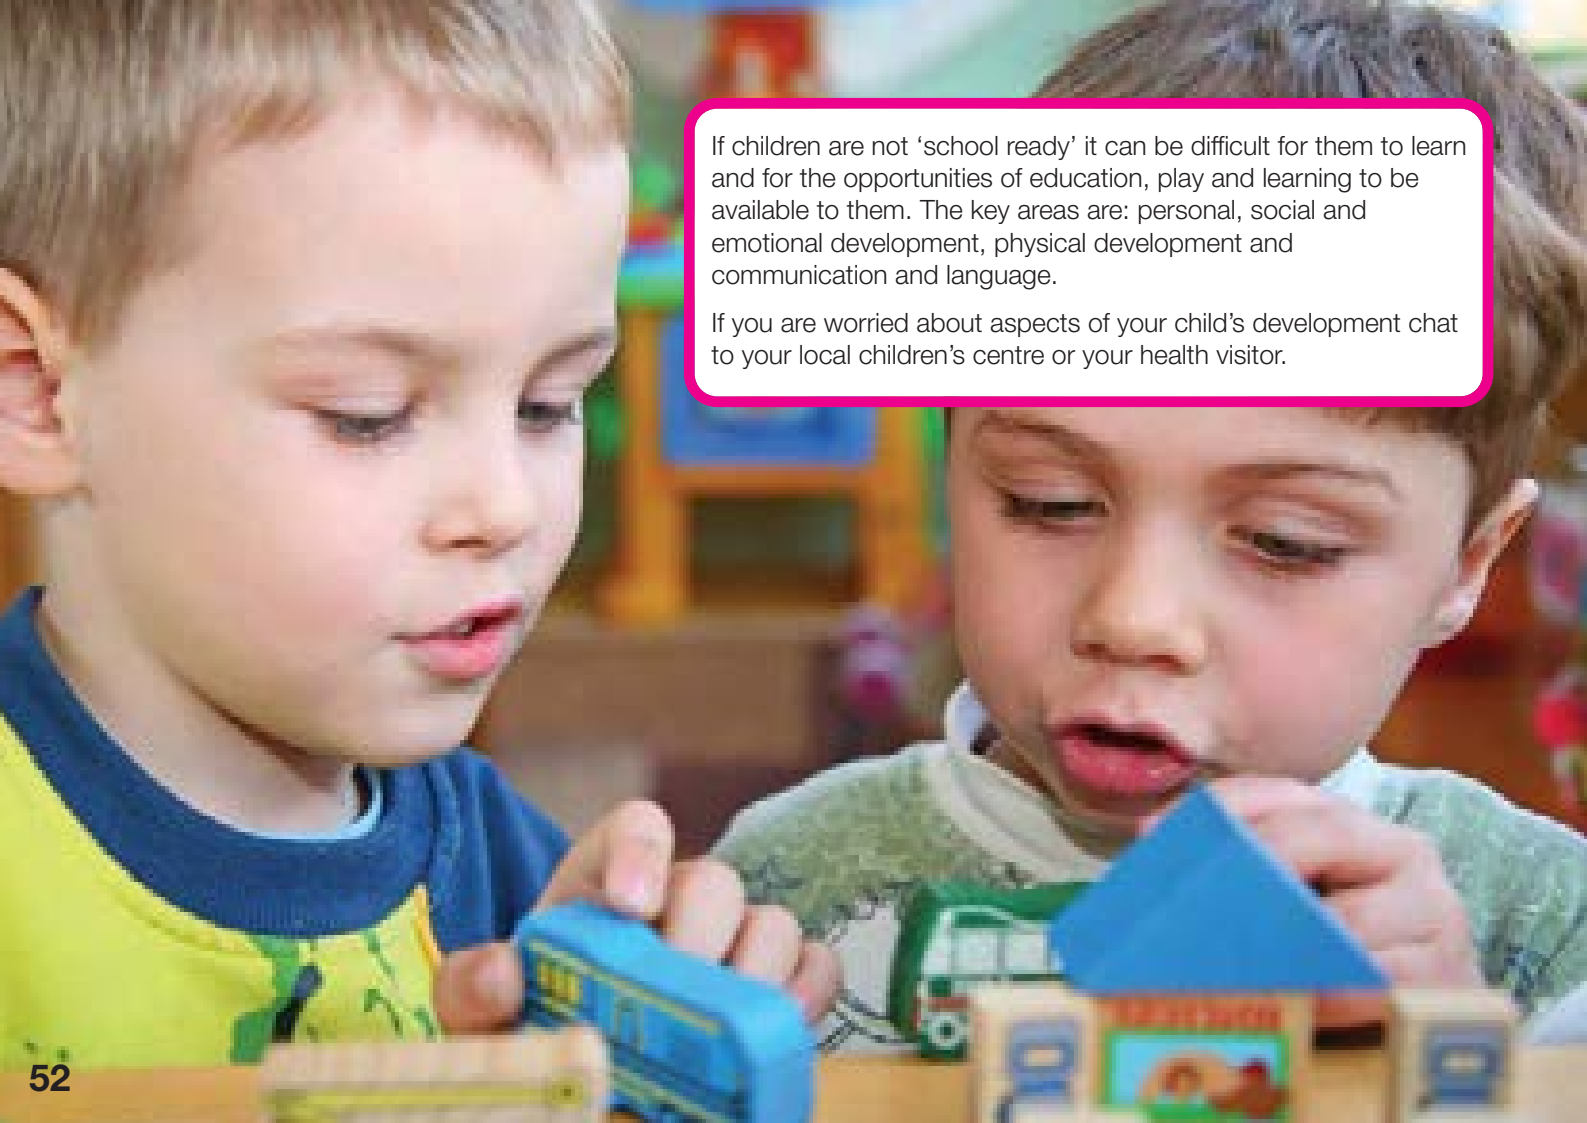 If children are not ‘school ready’ it can be difficult for them to learn
and for the opportunities of education, play and learning to be
available to them. The key areas are: personal, social and
emotional development, physical development and
communication and language.
If you are worried about aspects of your child’s development chat
to your local children’s centre or your health visitor.
52